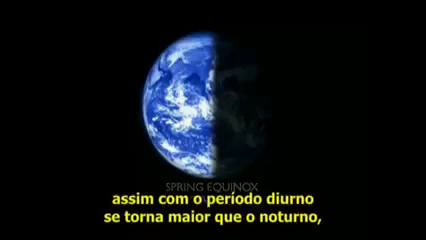 SPRING EQUINOX
assim com o período diurno
se torna maior que o noturno,